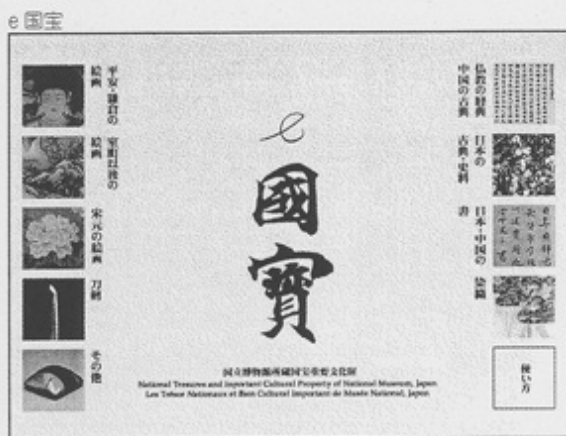 e 国宝
平安・鎌倉の
絵画
室町以後の
絵画
宋元の絵画
刀剣
その他
e
國
寶
国立博物館所蔵国宝重要文化財
National Treasures and Important Cultural Property of National Museum, Japan
Les Trésor Nationaux et Bien Cultural Important de Musée National, Japon
仏教の経典
中国の古典
日本の
古典・史料
日本・中国の
書
染織
使い方